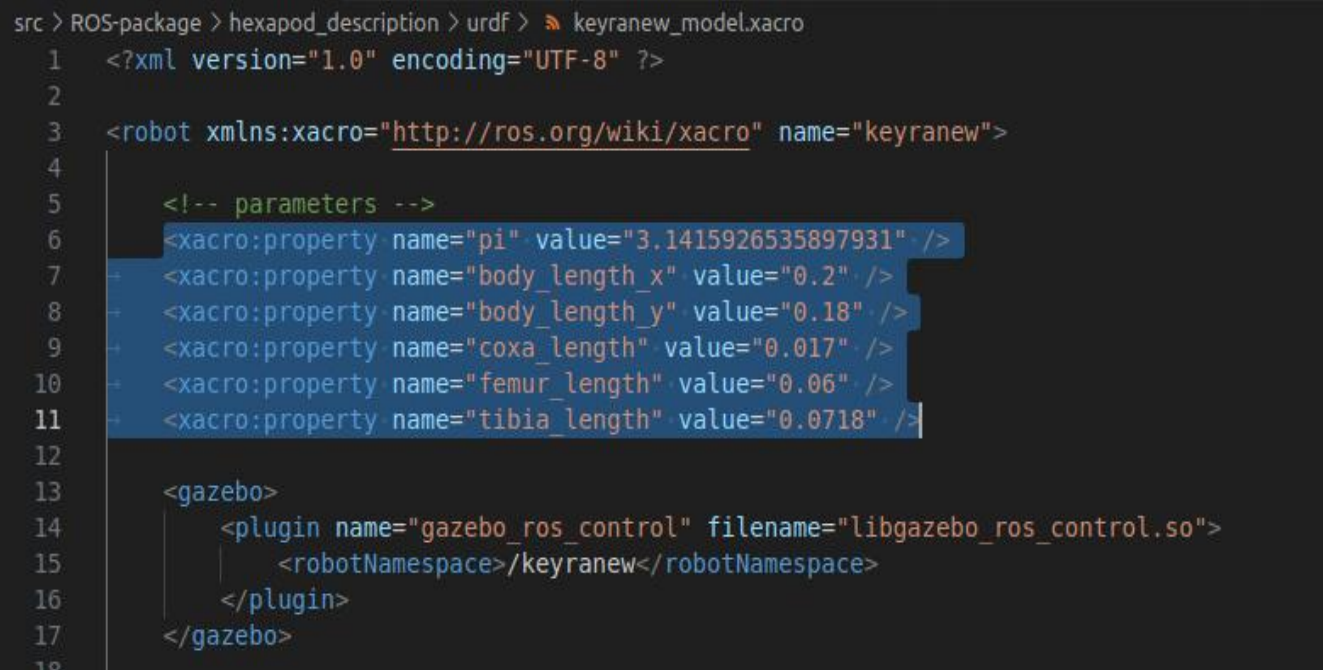 src > ROS-package > hexapod_description > urdf > keyranew_model.xacro
1 <?xml version="1.0" encoding="UTF-8" ?>
2
3 <robot xmlns:xacro="http://ros.org/wiki/xacro" name="keyranew">
4
5 <!-- parameters -->
6 <xacro:property name="pi" value="3.1415926535897931" />
7 <xacro:property name="body_length_x" value="0.2" />
8 <xacro:property name="body_length_y" value="0.18" />
9 <xacro:property name="coxa_length" value="0.017" />
10 <xacro:property name="femur_length" value="0.06" />
11 <xacro:property name="tibia_length" value="0.0718" />
12
13 <gazebo>
14 <plugin name="gazebo_ros_control" filename="libgazebo_ros_control.so">
15 <robotNamespace>/keyranew</robotNamespace>
16 </plugin>
17 </gazebo>
18